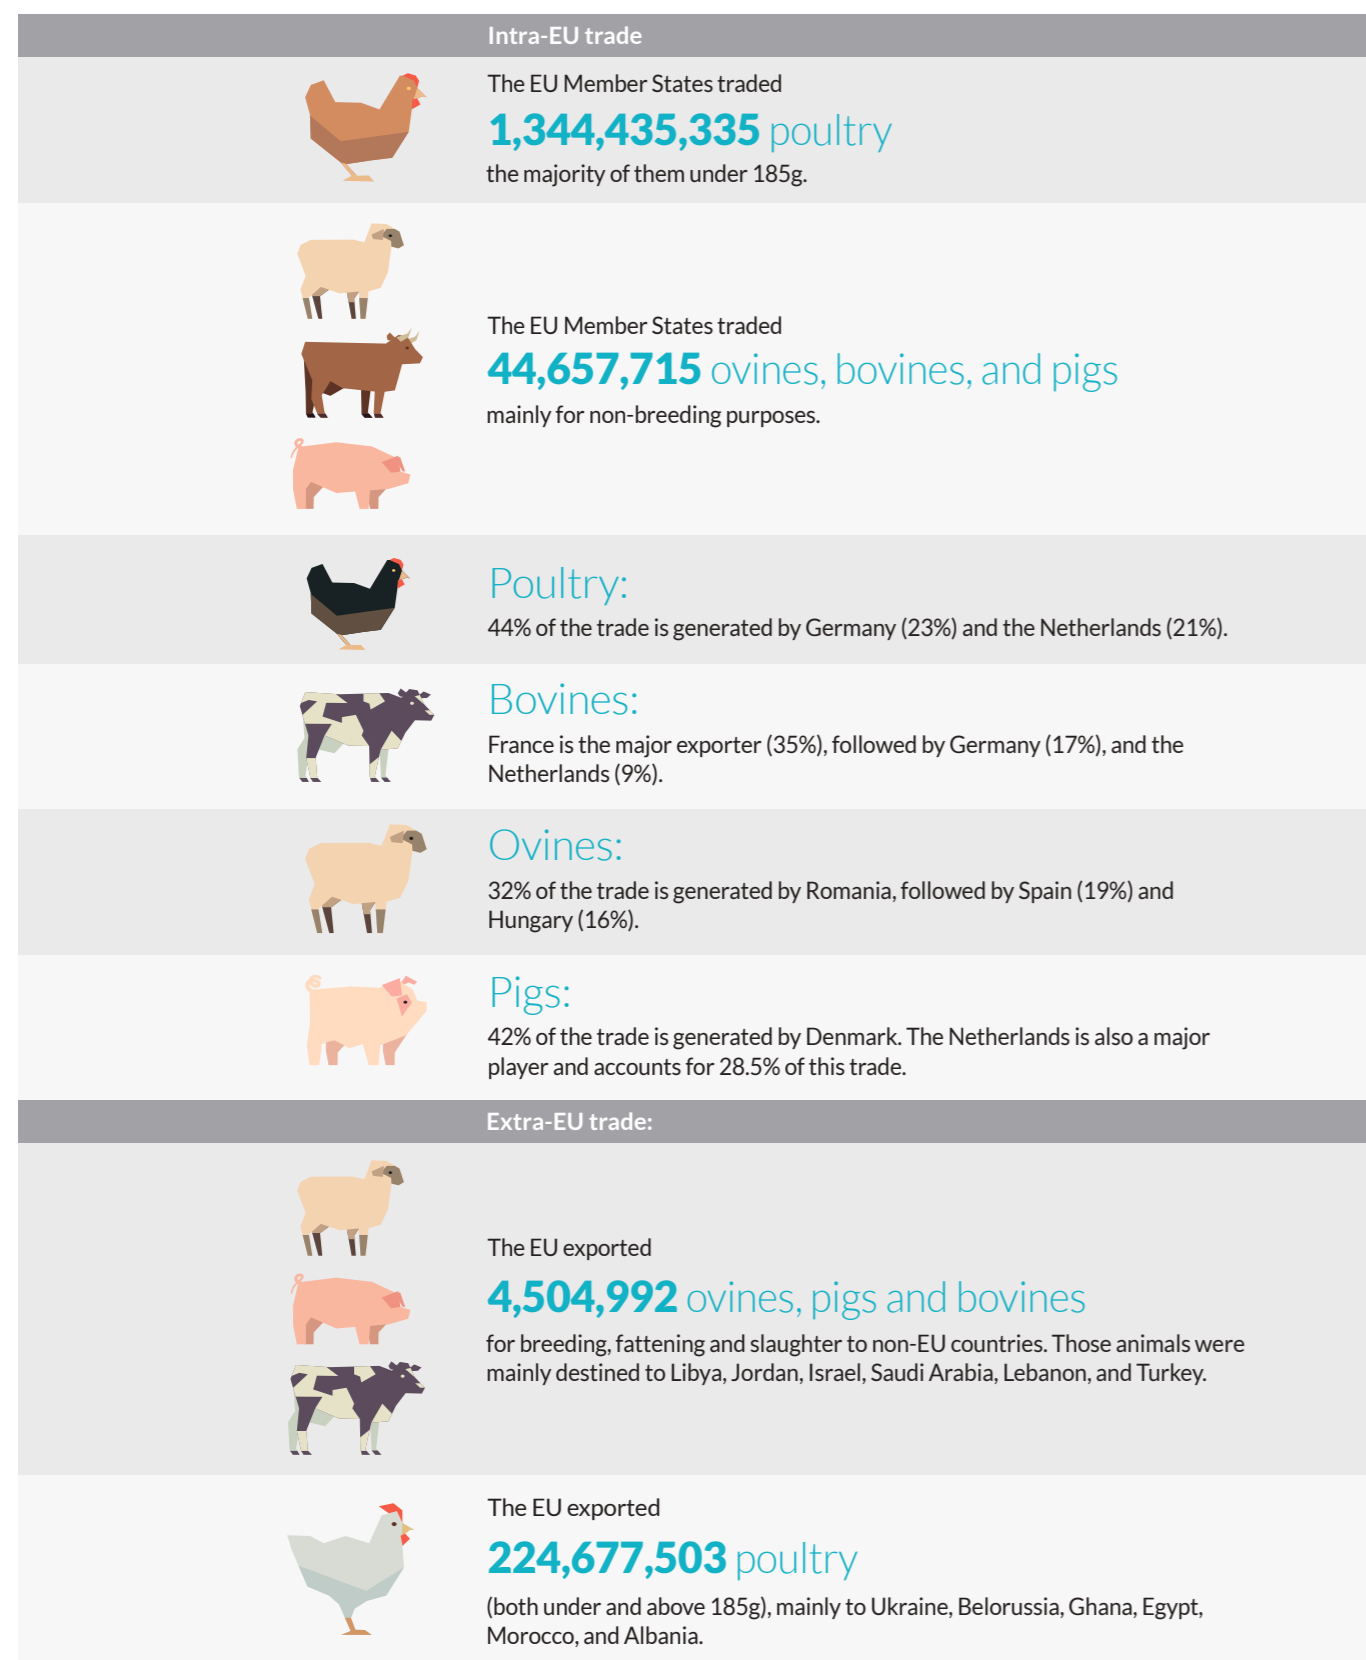 Intra-EU trade
The EU Member States traded
1,344,435,335 poultry
the majority of them under 185g.
The EU Member States traded
44,657,715 ovines, bovines, and pigs
mainly for non-breeding purposes.
Poultry:
44% of the trade is generated by Germany (23%) and the Netherlands (21%).
Bovines:
France is the major exporter (35%), followed by Germany (17%), and the
Netherlands (9%).
Ovines:
32% of the trade is generated by Romania, followed by Spain (19%) and
Hungary (16%).
Pigs:
42% of the trade is generated by Denmark. The Netherlands is also a major
player and accounts for 28.5% of this trade.
Extra-EU trade:
The EU exported
4,504,992 ovines, pigs and bovines
for breeding, fattening and slaughter to non-EU countries. Those animals were
mainly destined to Libya, Jordan, Israel, Saudi Arabia, Lebanon, and Turkey.
The EU exported
224,677,503 poultry
(both under and above 185g), mainly to Ukraine, Belorussia, Ghana, Egypt,
Morocco, and Albania.